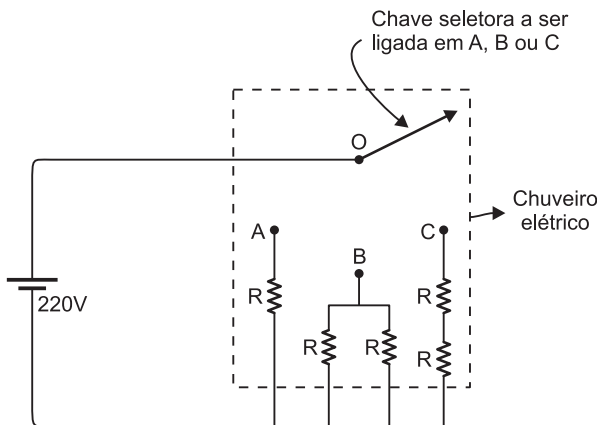 Chave seletora a ser
ligada em A, B ou C
O
Chuveiro
elétrico
A
B
C
R
R
R
R
R
220V